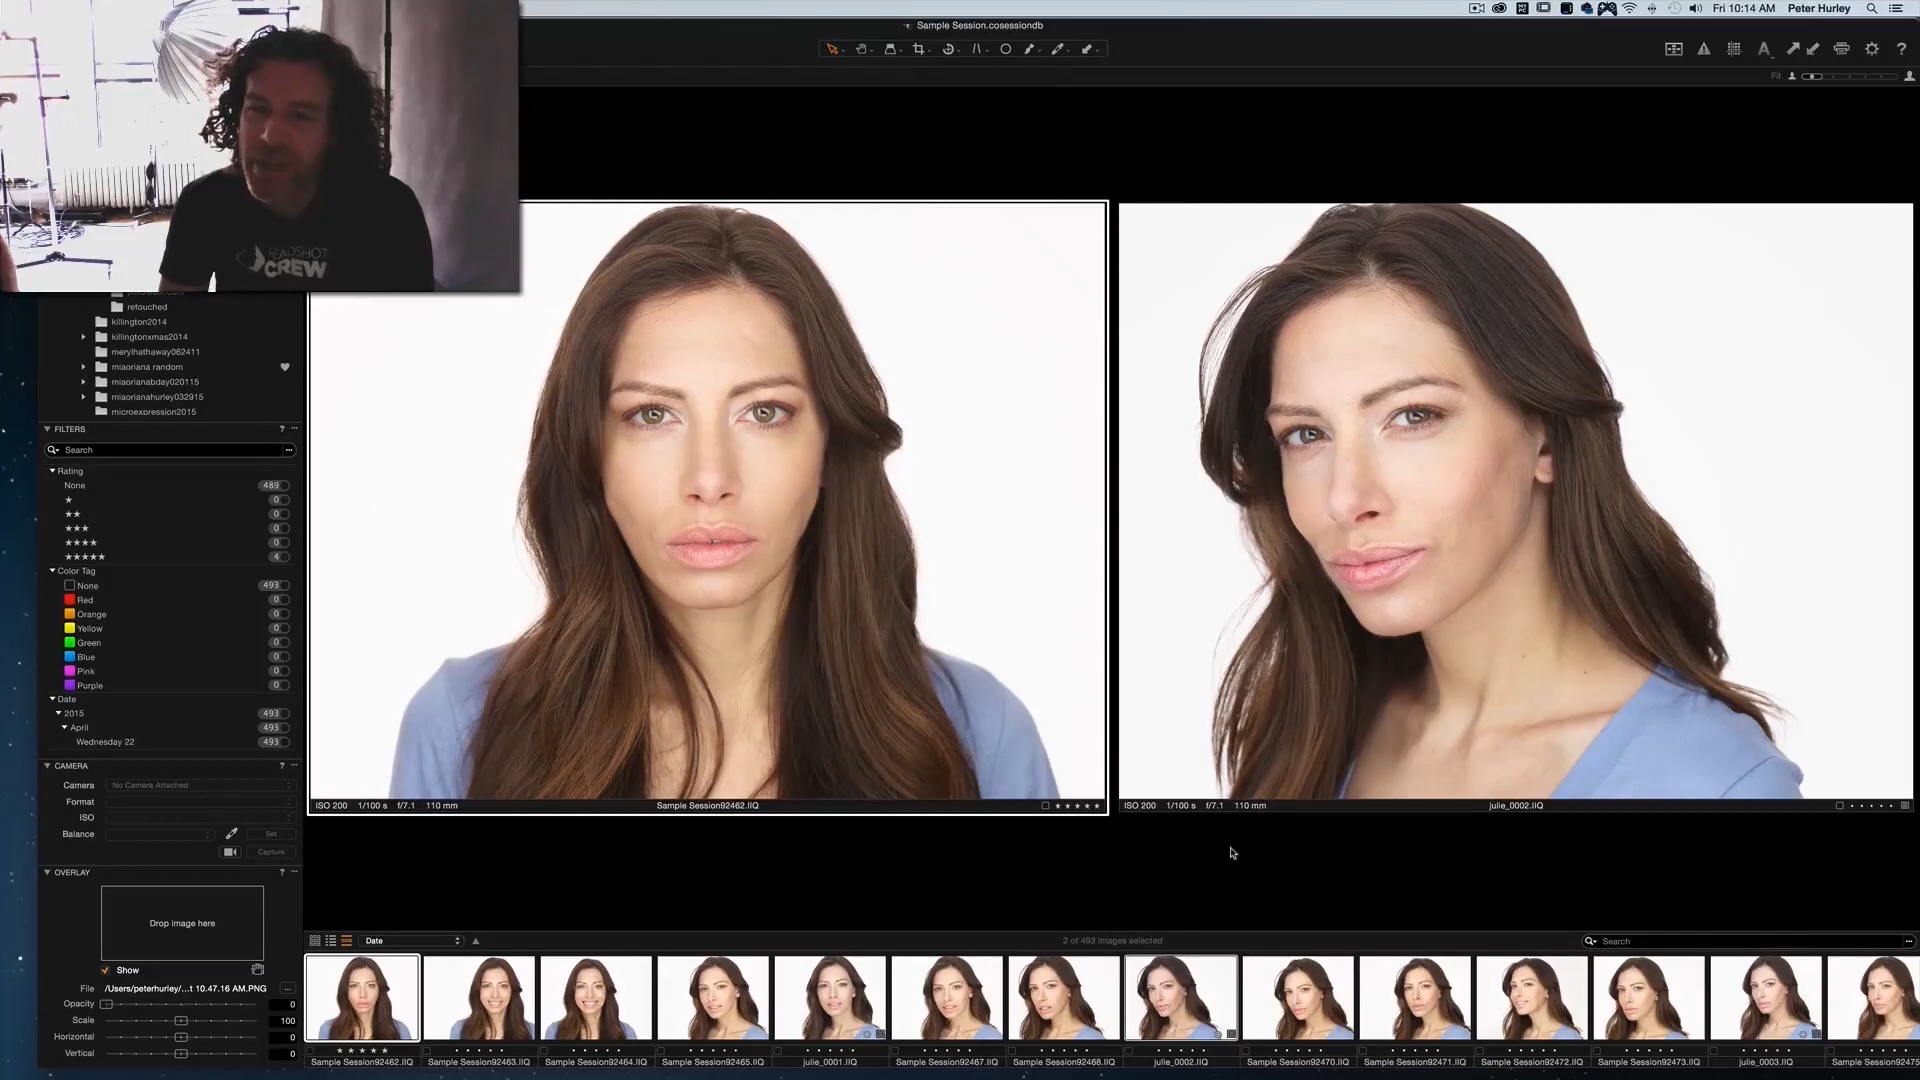 Fri 10:14 AM Peter Hurley
Sample Session.cosessiondb
Fit
HEADSHOT
CREW
retouched
killington2014
killingtonxmas2014
merylhathaway062411
miaoriana random
miaorianabday020115
miaorianahurley032915
microexpression2015
FILTERS ? ...
Search
Rating
None 489
★ 0
★★ 0
★★★ 0
★★★★ 0
★★★★★ 4
Color Tag
None 493
Red 0
Orange 0
Yellow 0
Green 0
Blue 0
Pink 0
Purple 0
Date
2015 493
April 493
Wednesday 22 493
CAMERA ? ...
Camera No Camera Attached
Format
ISO
Balance Set
Capture
OVERLAY ? ...
Drop image here
Show
File /Users/peterhurley/...t 10.47.16 AM.PNG ...
Opacity 0
Scale 100
Horizontal 0
Vertical 0
ISO 200 1/100 s f/7.1 110 mm Sample Session92462.IIQ ★★★★★
ISO 200 1/100 s f/7.1 110 mm julie_0002.IIQ
Date 2 of 493 images selected Search
Sample Session92462.IIQ Sample Session92463.IIQ Sample Session92464.IIQ Sample Session92465.IIQ julie_0001.IIQ Sample Session92467.IIQ Sample Session92468.IIQ julie_0002.IIQ Sample Session92470.IIQ Sample Session92471.IIQ Sample Session92472.IIQ Sample Session92473.IIQ julie_0003.IIQ Sample Session92475